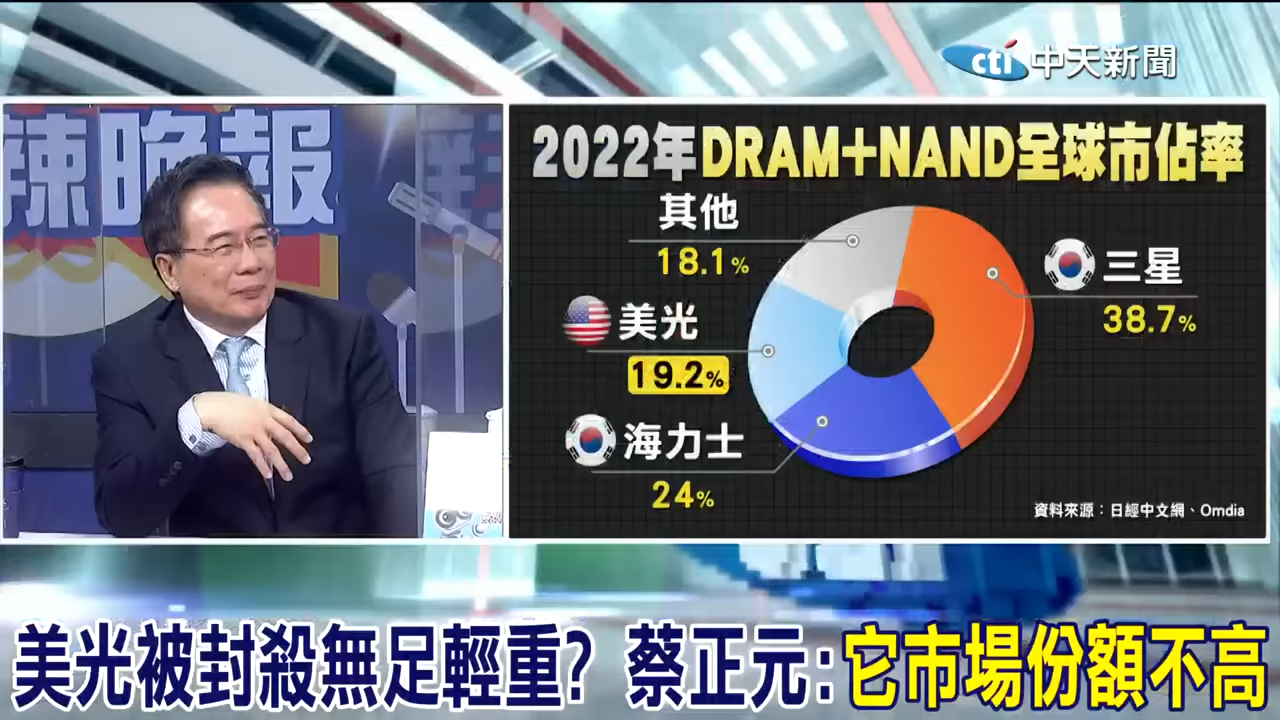 cti 中天新聞
辣晚報
2022年DRAM+NAND全球市佔率
其他
18.1%
三星
38.7%
美光
19.2%
海力士
24%
資料來源：日經中文網、Omdia
美光被封殺無足輕重? 蔡正元:它市場份額不高